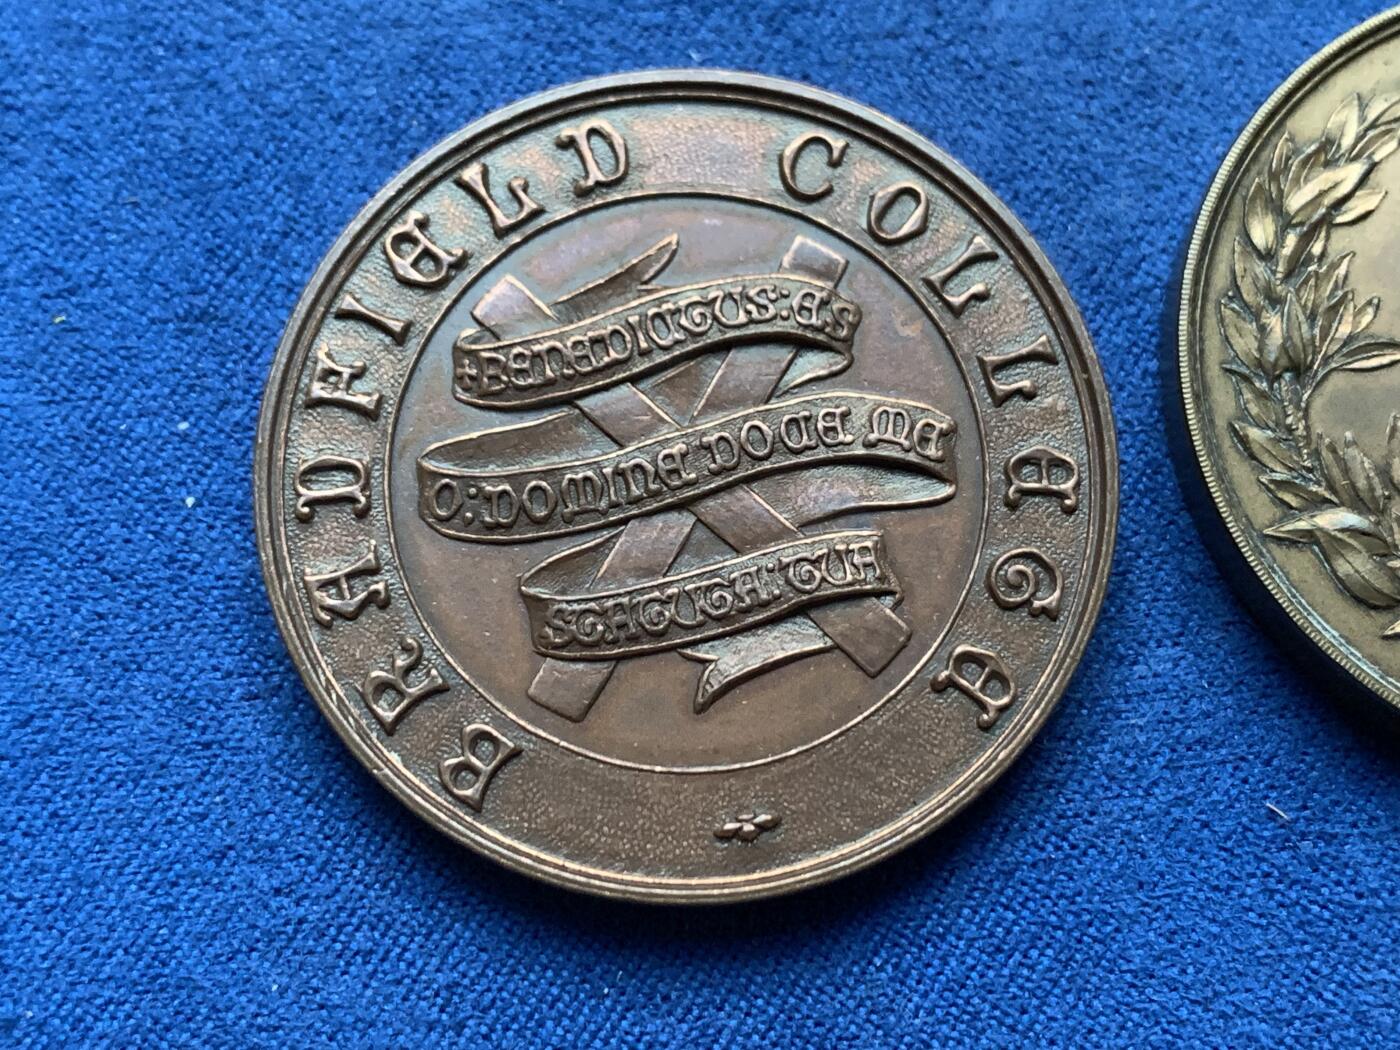 BRADFIELD COLLEGE
+BENEDICTUS:ES
O:DOMINE DOCE ME
STATUTA:TUA